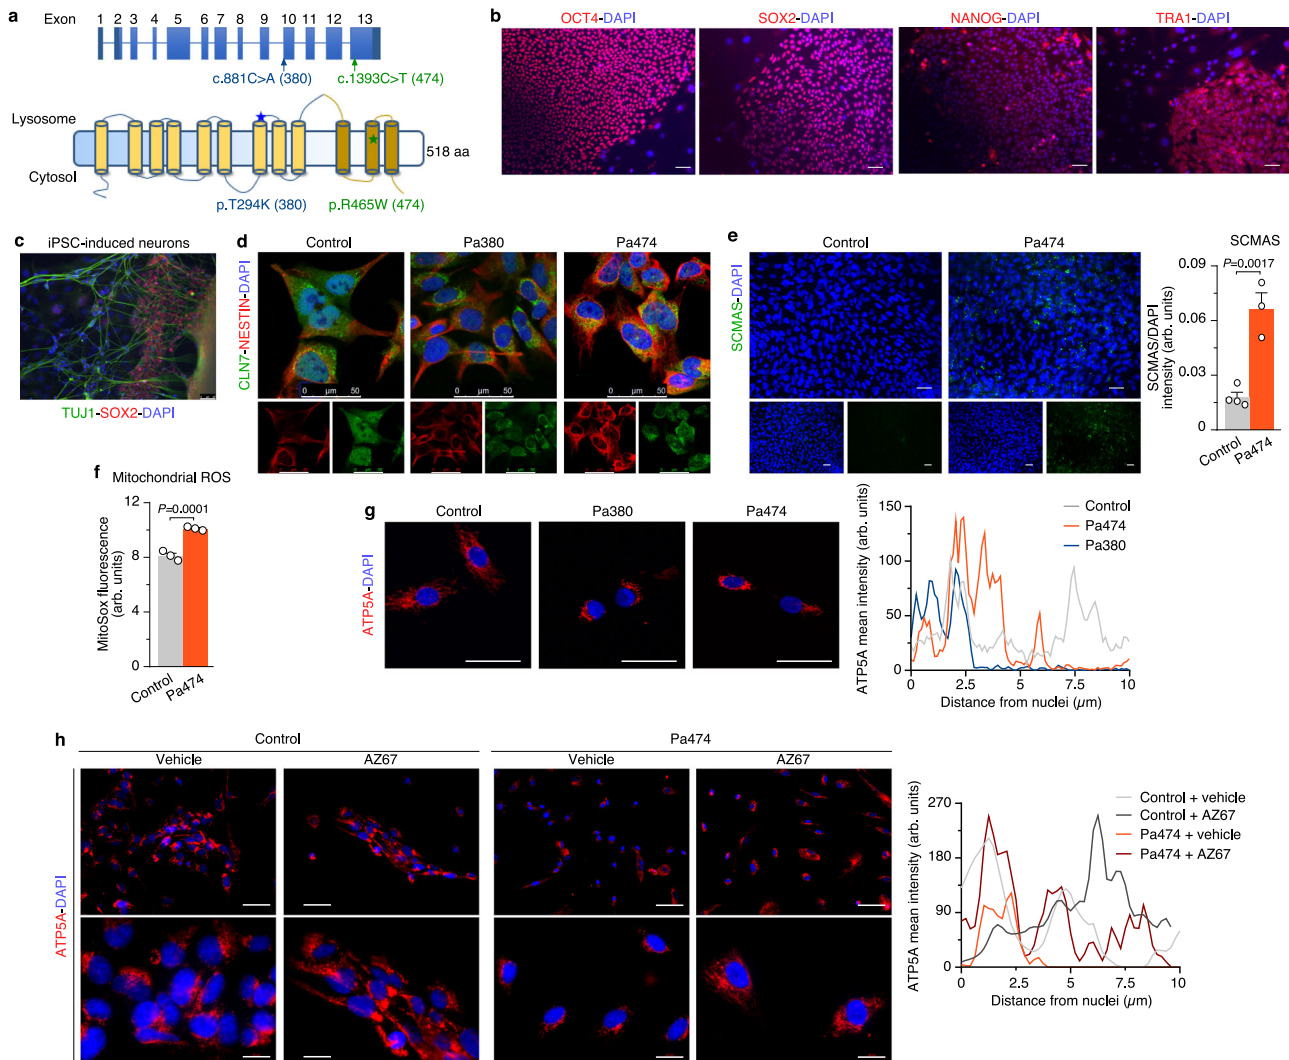 a
Exon 1 2 3 4 5 6 7 8 9 10 11 12 13
c.881C>A (380)
c.1393C>T (474)
Lysosome
518 aa
Cytosol
p.T294K (380)
p.R465W (474)
b
OCT4-DAPI
SOX2-DAPI
NANOG-DAPI
TRA1-DAPI
c
iPSC-induced neurons
TUJ1-SOX2-DAPI
d
Control
Pa380
Pa474
CLN7-NESTIN-DAPI
0 µm 50
0 µm 50
0 µm 50
e
Control
Pa474
SCMAS-DAPI
SCMAS
P=0.0017
SCMAS/DAPI
intensity (arb. units)
0.09
0.06
0.03
0
Control
Pa474
f
Mitochondrial ROS
P=0.0001
MitoSox fluorescence
(arb. units)
12
8
4
0
Control
Pa474
g
Control
Pa380
Pa474
ATP5A-DAPI
ATP5A mean intensity (arb. units)
150
100
50
0
0 2.5 5 7.5 10
Distance from nuclei (µm)
Control
Pa474
Pa380
h
Control
Pa474
Vehicle
AZ67
Vehicle
AZ67
ATP5A-DAPI
ATP5A mean intensity (arb. units)
270
180
90
0
0 2.5 5 7.5 10
Distance from nuclei (µm)
Control + vehicle
Control + AZ67
Pa474 + vehicle
Pa474 + AZ67